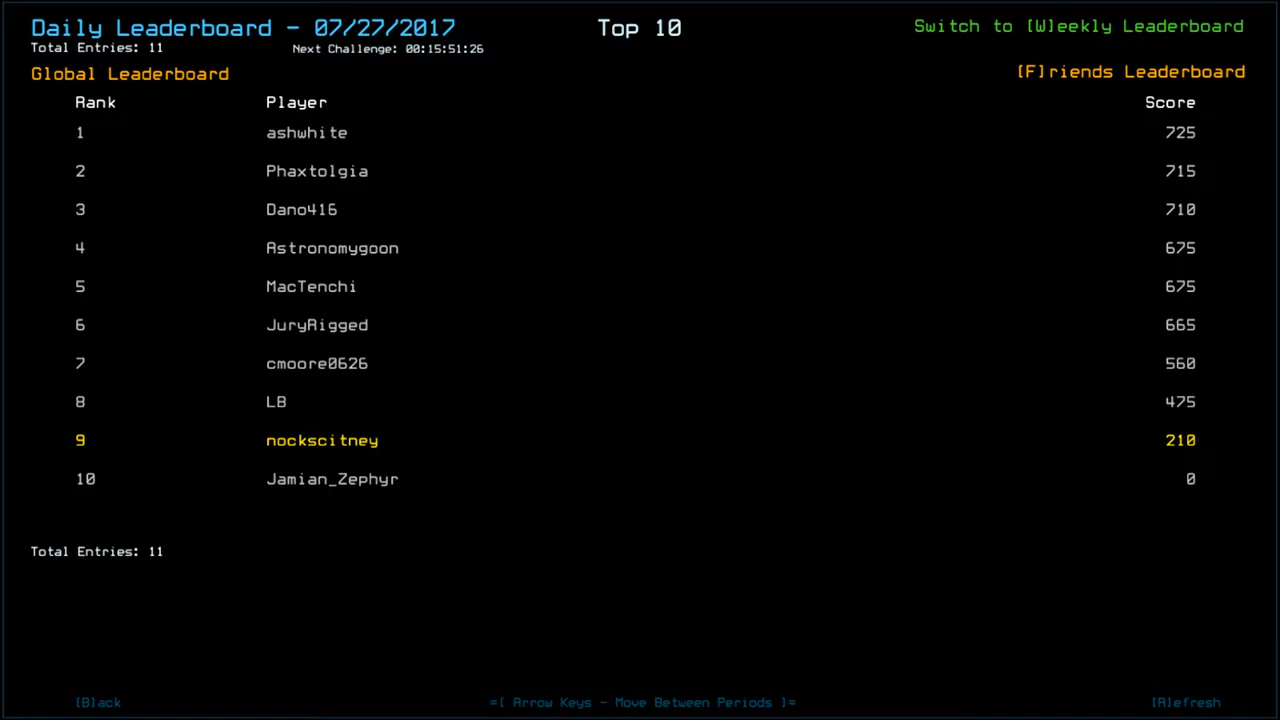 Daily Leaderboard - 07/27/2017 Top 10 Switch to [W]eekly Leaderboard
Total Entries: 11 Next Challenge: 00:15:51:26
Global Leaderboard [F]riends Leaderboard
Rank Player Score
1 ashwhite 725
2 Phaxtolgia 715
3 Dano416 710
4 Astronomygoon 675
5 MacTenchi 675
6 JuryRigged 665
7 cmoore0626 560
8 LB 475
9 nockscitney 210
10 Jamian_Zephyr 0
Total Entries: 11
[B]ack =[ Arrow Keys - Move Between Periods ]= [R]efresh